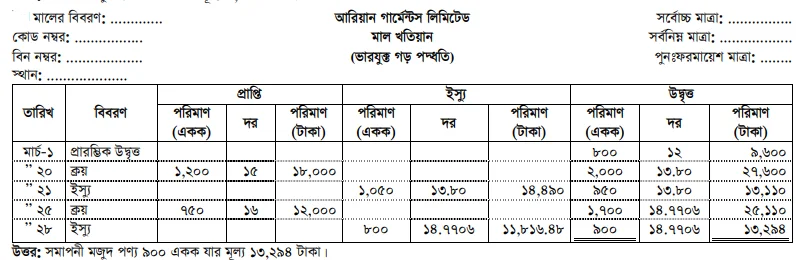 মালের বিবরণ: ............. আরিয়ান গার্মেন্টস লিমিটেড সর্বোচ্চ মাত্রা: ..................
কোড নম্বর: ................. মাল খতিয়ান সর্বনিম্ন মাত্রা: .................
বিন নম্বর: ................... (ভারযুক্ত গড় পদ্ধতি) পুনঃফরমায়েশ মাত্রা: ........
স্থান: ....................
তারিখ বিবরণ প্রাপ্তি ইস্যু উদ্বৃত্ত
পরিমাণ (একক) দর পরিমাণ (টাকা) পরিমাণ (একক) দর পরিমাণ (টাকা) পরিমাণ (একক) দর পরিমাণ (টাকা)
মার্চ-১ প্রারম্ভিক উদ্বৃত্ত ৮০০ ১২ ৯,৬০০
” ২০ ক্রয় ১,২০০ ১৫ ১৮,০০০ ২,০০০ ১৩.৮০ ২৭,৬০০
” ২১ ইস্যু ১,০৫০ ১৩.৮০ ১৪,৪৯০ ৯৫০ ১৩.৮০ ১৩,১১০
” ২৫ ক্রয় ৭৫০ ১৬ ১২,০০০ ১,৭০০ ১৪.৭৭০৬ ২৫,১১০
” ২৮ ইস্যু ৮০০ ১৪.৭৭০৬ ১১,৮১৬.৪৮ ৯০০ ১৪.৭৭০৬ ১৩,২৯৪
উত্তর: সমাপনী মজুদ পণ্য ৯০০ একক যার মূল্য ১৩,২৯৪ টাকা।